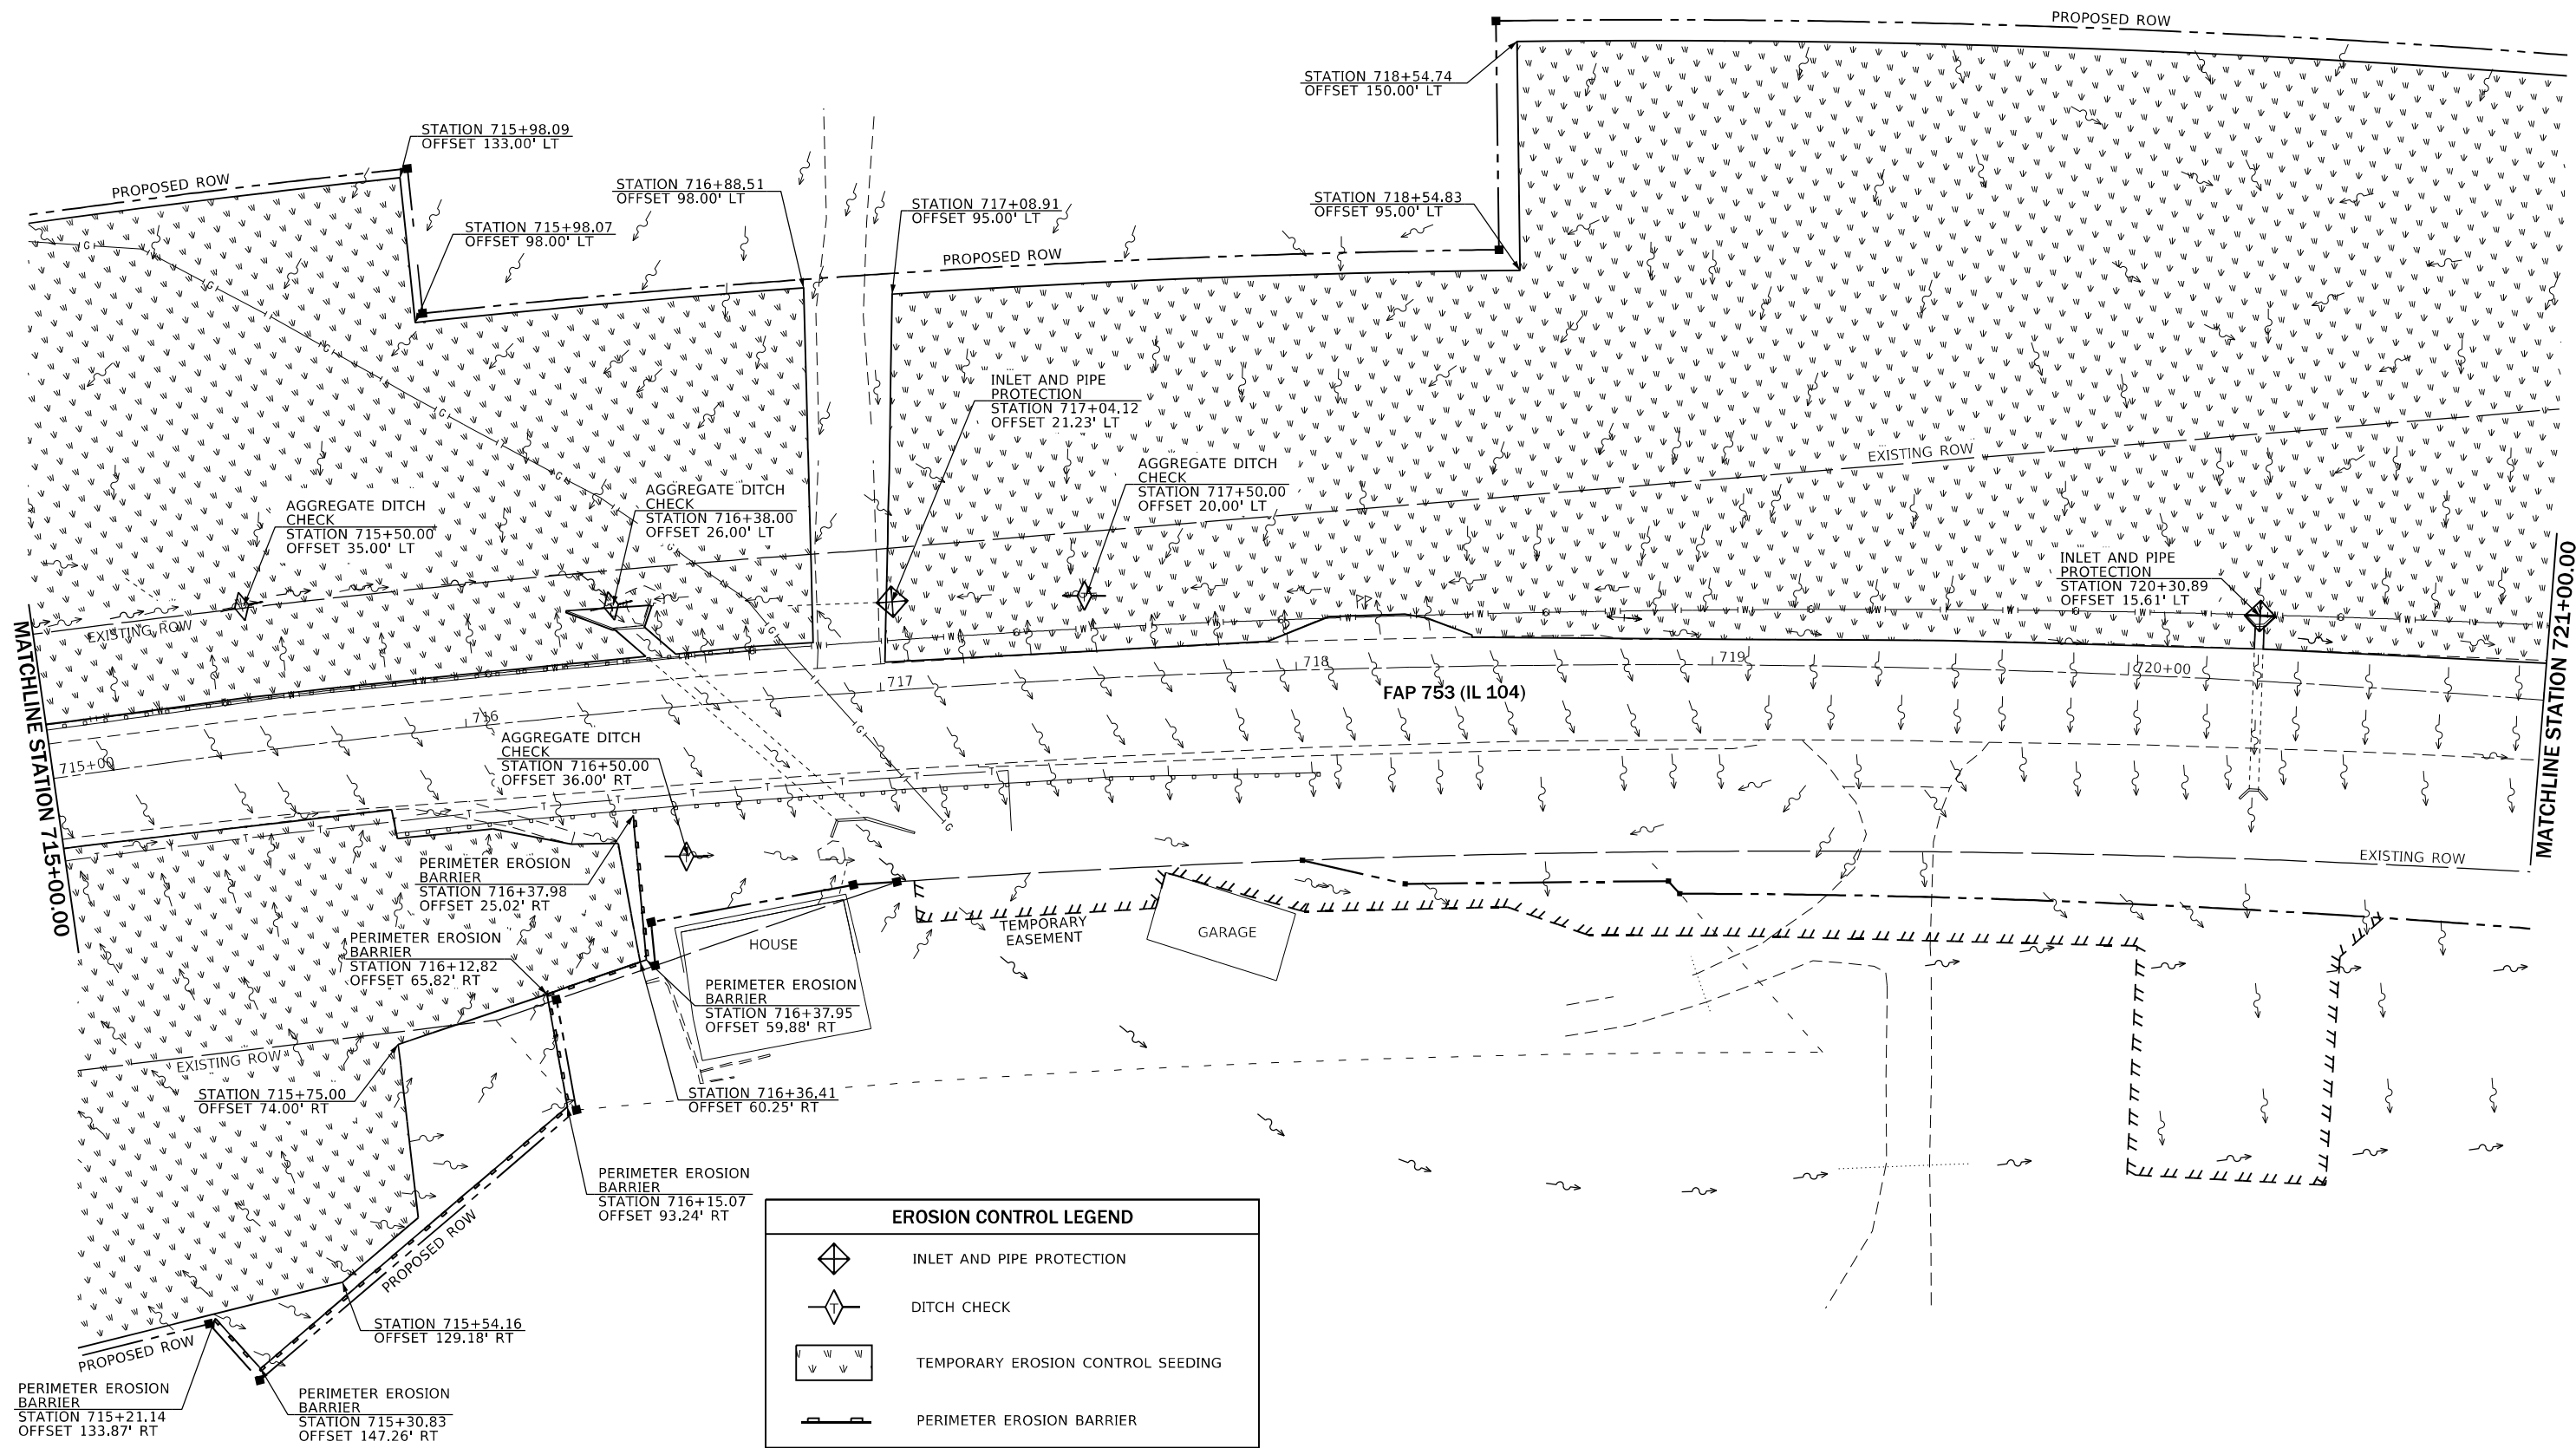 PROPOSED ROW
STATION 718+54.74
OFFSET 150.00' LT
STATION 715+98.09
OFFSET 133.00' LT
PROPOSED ROW
STATION 716+88.51
OFFSET 98.00' LT
STATION 717+08.91
OFFSET 95.00' LT
STATION 718+54.83
OFFSET 95.00' LT
STATION 715+98.07
OFFSET 98.00' LT
PROPOSED ROW
INLET AND PIPE
PROTECTION
STATION 717+04.12
OFFSET 21.23' LT
EXISTING ROW
AGGREGATE DITCH
CHECK
STATION 717+50.00
OFFSET 20.00' LT
AGGREGATE DITCH
CHECK
STATION 716+38.00
OFFSET 26.00' LT
AGGREGATE DITCH
CHECK
STATION 715+50.00
OFFSET 35.00' LT
INLET AND PIPE
PROTECTION
STATION 720+30.89
OFFSET 15.61' LT
EXISTING ROW
PP
MATCHLINE STATION 715+00.00
MATCHLINE STATION 721+00.00
715+00
716
717
718
719
720+00
FAP 753 (IL 104)
AGGREGATE DITCH
CHECK
STATION 716+50.00
OFFSET 36.00' RT
PERIMETER EROSION
BARRIER
STATION 716+37.98
OFFSET 25.02' RT
EXISTING ROW
TEMPORARY
EASEMENT
GARAGE
HOUSE
PERIMETER EROSION
BARRIER
STATION 716+12.82
OFFSET 65.82' RT
PERIMETER EROSION
BARRIER
STATION 716+37.95
OFFSET 59.88' RT
EXISTING ROW
STATION 715+75.00
OFFSET 74.00' RT
STATION 716+36.41
OFFSET 60.25' RT
PERIMETER EROSION
BARRIER
STATION 716+15.07
OFFSET 93.24' RT
PROPOSED ROW
STATION 715+54.16
OFFSET 129.18' RT
PROPOSED ROW
PERIMETER EROSION
BARRIER
STATION 715+21.14
OFFSET 133.87' RT
PERIMETER EROSION
BARRIER
STATION 715+30.83
OFFSET 147.26' RT
EROSION CONTROL LEGEND
INLET AND PIPE PROTECTION
T
DITCH CHECK
TEMPORARY EROSION CONTROL SEEDING
PERIMETER EROSION BARRIER